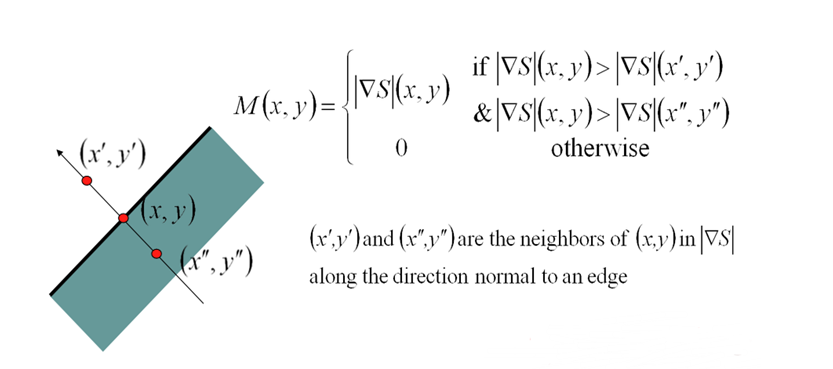 if |∇S|(x, y) > |∇S|(x′, y′)
M(x, y) = { |∇S|(x, y)
& |∇S|(x, y) > |∇S|(x″, y″)
0 otherwise
(x′, y′)
(x, y)
(x″, y″)
(x′,y′) and (x″,y″) are the neighbors of (x,y) in |∇S|
along the direction normal to an edge